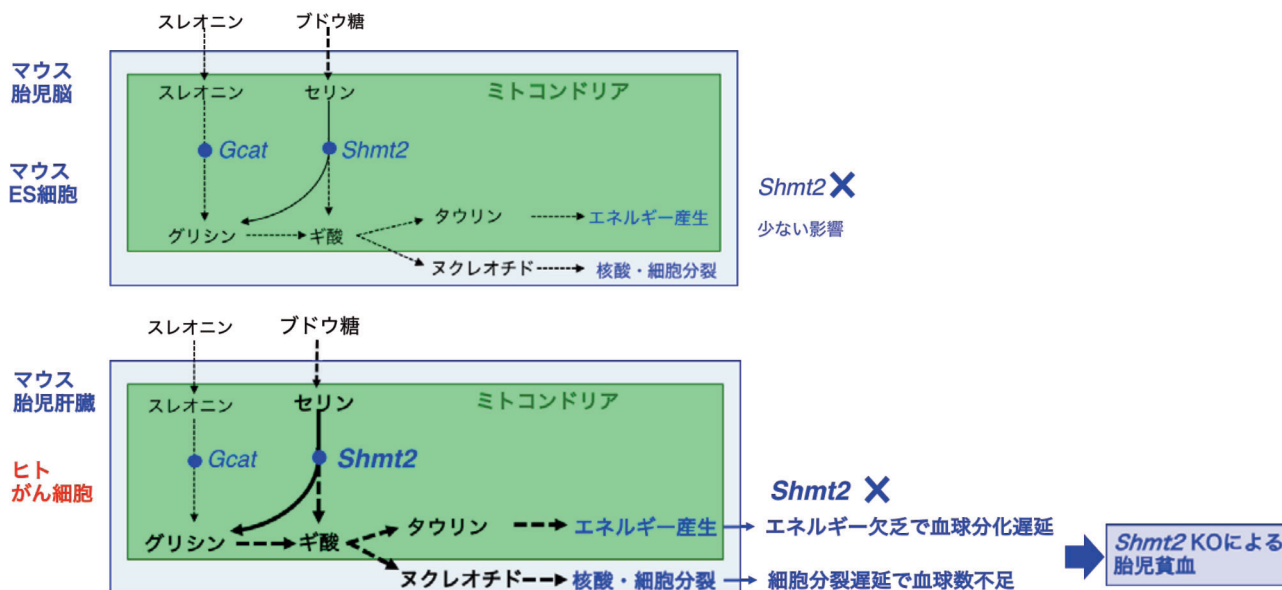 スレオニン
ブドウ糖
マウス
胎児脳
スレオニン
セリン
ミトコンドリア
Gcat
Shmt2
マウス
ES細胞
Shmt2 ×
少ない影響
グリシン
ギ酸
タウリン
エネルギー産生
ヌクレオチド
核酸・細胞分裂
スレオニン
ブドウ糖
マウス
胎児肝臓
スレオニン
セリン
ミトコンドリア
Gcat
Shmt2
ヒト
がん細胞
Shmt2 ×
グリシン
ギ酸
タウリン
エネルギー産生
エネルギー欠乏で血球分化遅延
ヌクレオチド
核酸・細胞分裂
細胞分裂遅延で血球数不足
Shmt2 KOによる
胎児貧血